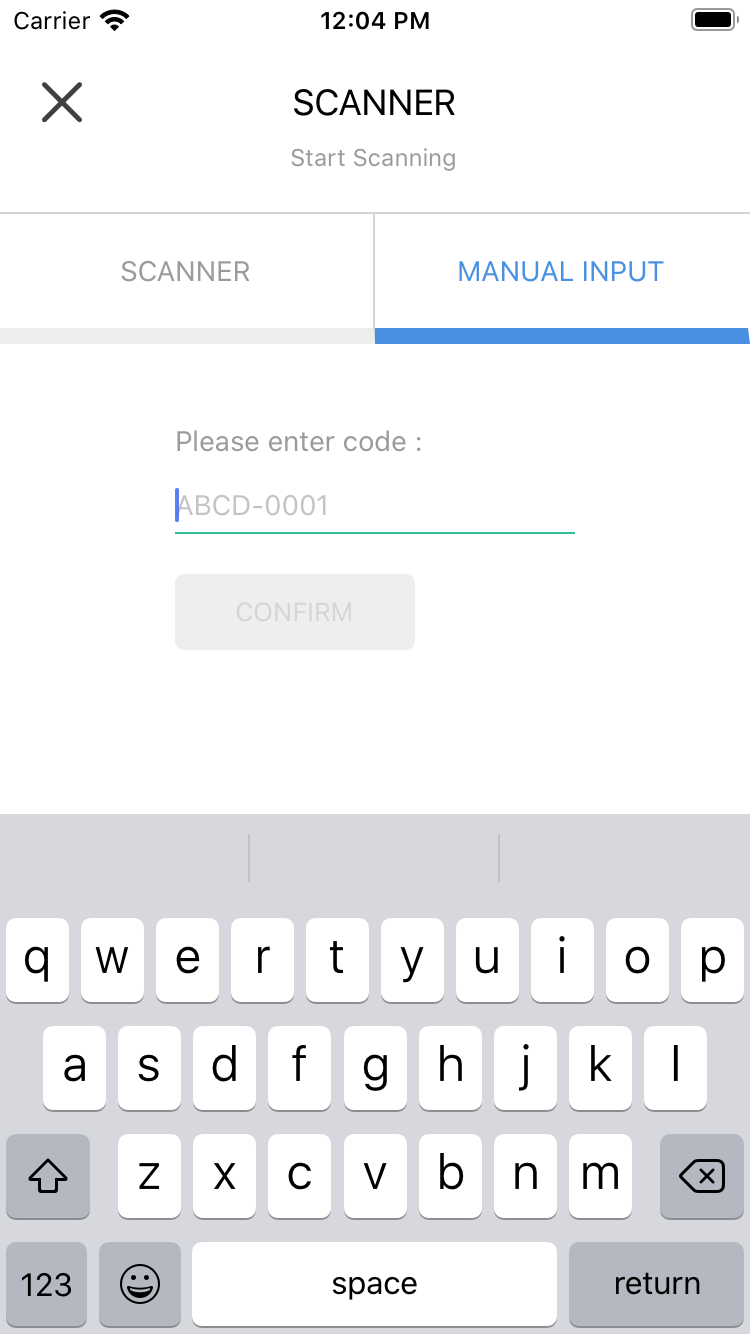 Carrier 12:04 PM
SCANNER
Start Scanning
SCANNER MANUAL INPUT
Please enter code :
ABCD-0001
CONFIRM
q w e r t y u i o p
a s d f g h j k l
z x c v b n m
123 space return